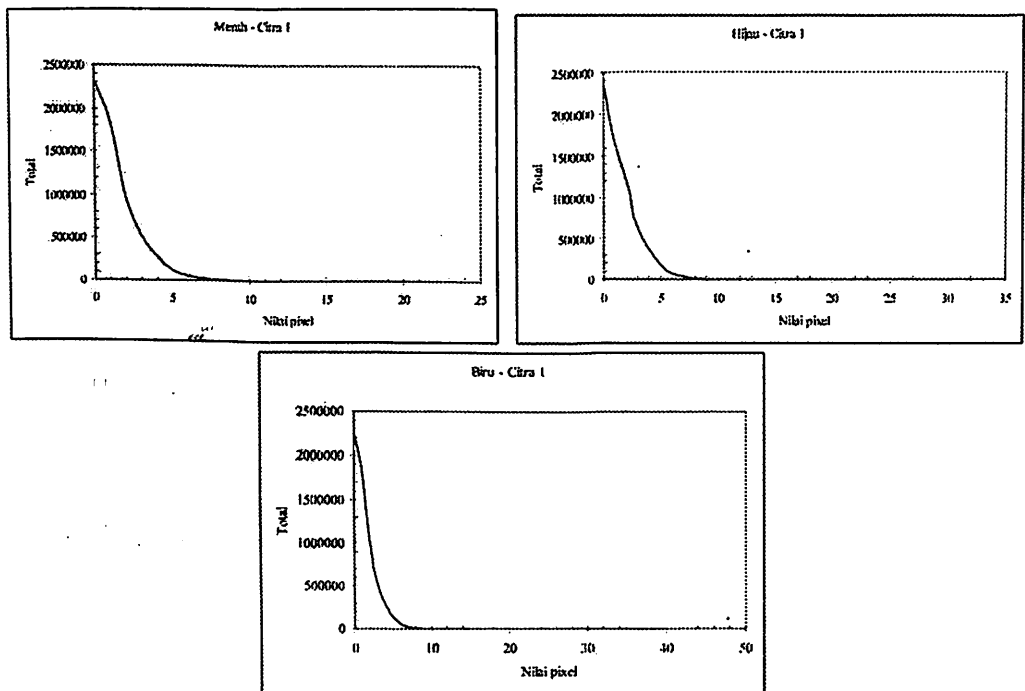 Merah - Citra 1
2500000
2000000
1500000
1000000
500000
0
Total
0 5 10 15 20 25
Nilai pixel
Hijau - Citra 1
2500000
2000000
1500000
1000000
500000
0
Total
0 5 10 15 20 25 30 35
Nilai pixel
Biru - Citra 1
2500000
2000000
1500000
1000000
500000
0
Total
0 10 20 30 40 50
Nilai pixel